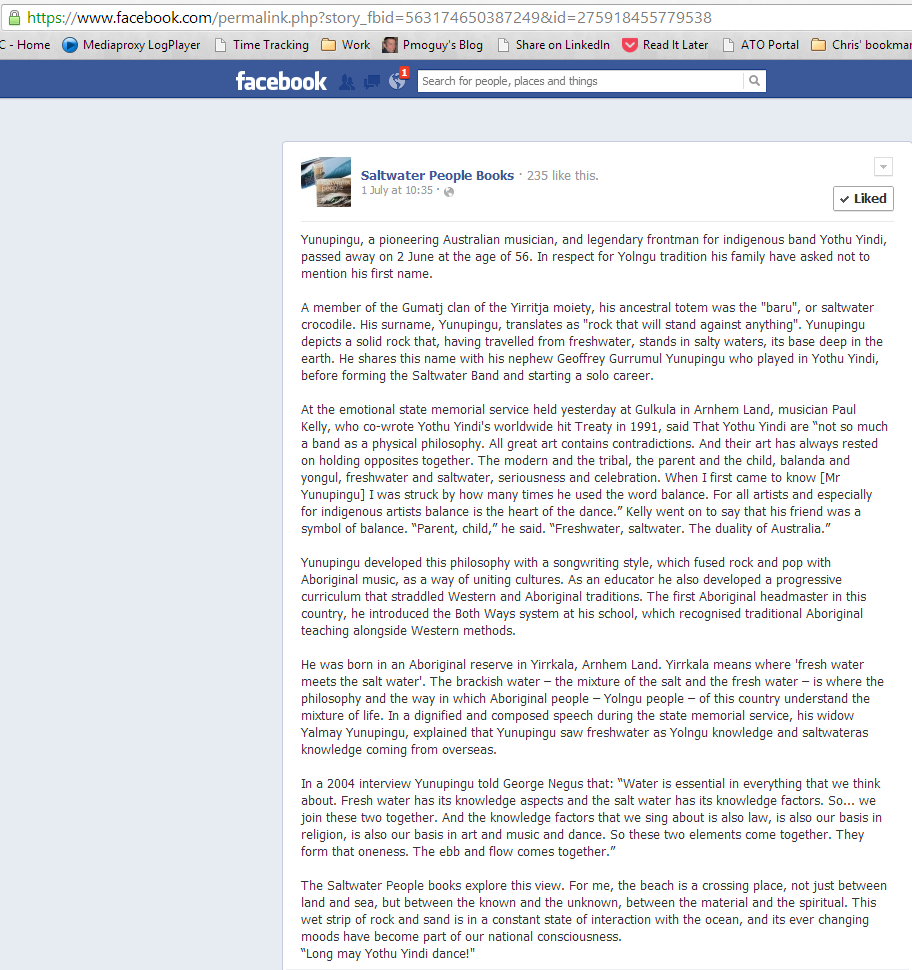 https://www.facebook.com/permalink.php?story_fbid=563174650387249&id=275918455779538
C - Home Mediaproxy LogPlayer Time Tracking Work Pmoguy's Blog Share on LinkedIn Read It Later ATO Portal Chris' bookmar
facebook 1 Search for people, places and things
Saltwater People Books · 235 like this.
1 July at 10:35 ·
Liked
Yunupingu, a pioneering Australian musician, and legendary frontman for indigenous band Yothu Yindi,
passed away on 2 June at the age of 56. In respect for Yolngu tradition his family have asked not to
mention his first name.
A member of the Gumatj clan of the Yirritja moiety, his ancestral totem was the "baru", or saltwater
crocodile. His surname, Yunupingu, translates as "rock that will stand against anything". Yunupingu
depicts a solid rock that, having travelled from freshwater, stands in salty waters, its base deep in the
earth. He shares this name with his nephew Geoffrey Gurrumul Yunupingu who played in Yothu Yindi,
before forming the Saltwater Band and starting a solo career.
At the emotional state memorial service held yesterday at Gulkula in Arnhem Land, musician Paul
Kelly, who co-wrote Yothu Yindi's worldwide hit Treaty in 1991, said That Yothu Yindi are “not so much
a band as a physical philosophy. All great art contains contradictions. And their art has always rested
on holding opposites together. The modern and the tribal, the parent and the child, balanda and
yongul, freshwater and saltwater, seriousness and celebration. When I first came to know [Mr
Yunupingu] I was struck by how many times he used the word balance. For all artists and especially
for indigenous artists balance is the heart of the dance.” Kelly went on to say that his friend was a
symbol of balance. “Parent, child,” he said. “Freshwater, saltwater. The duality of Australia.”
Yunupingu developed this philosophy with a songwriting style, which fused rock and pop with
Aboriginal music, as a way of uniting cultures. As an educator he also developed a progressive
curriculum that straddled Western and Aboriginal traditions. The first Aboriginal headmaster in this
country, he introduced the Both Ways system at his school, which recognised traditional Aboriginal
teaching alongside Western methods.
He was born in an Aboriginal reserve in Yirrkala, Arnhem Land. Yirrkala means where 'fresh water
meets the salt water'. The brackish water – the mixture of the salt and the fresh water – is where the
philosophy and the way in which Aboriginal people – Yolngu people – of this country understand the
mixture of life. In a dignified and composed speech during the state memorial service, his widow
Yalmay Yunupingu, explained that Yunupingu saw freshwater as Yolngu knowledge and saltwateras
knowledge coming from overseas.
In a 2004 interview Yunupingu told George Negus that: “Water is essential in everything that we think
about. Fresh water has its knowledge aspects and the salt water has its knowledge factors. So... we
join these two together. And the knowledge factors that we sing about is also law, is also our basis in
religion, is also our basis in art and music and dance. So these two elements come together. They
form that oneness. The ebb and flow comes together.”
The Saltwater People books explore this view. For me, the beach is a crossing place, not just between
land and sea, but between the known and the unknown, between the material and the spiritual. This
wet strip of rock and sand is in a constant state of interaction with the ocean, and its ever changing
moods have become part of our national consciousness.
“Long may Yothu Yindi dance!"